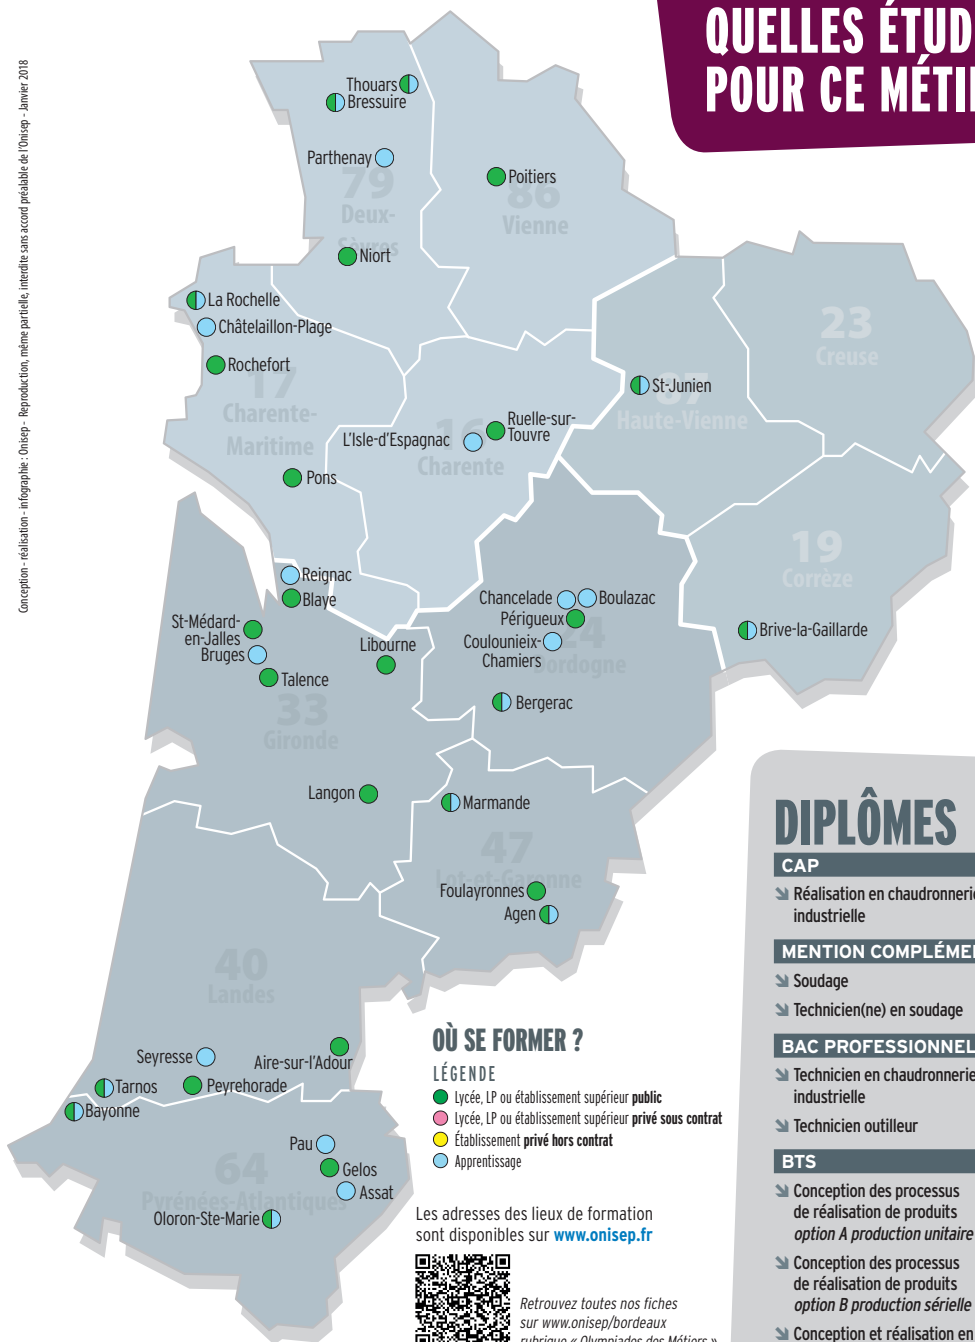 QUELLES ÉTUD
POUR CE MÉTI
Conception - réalisation - infographie : Onisep - Reproduction, même partielle, interdite sans accord préalable de l'Onisep - Janvier 2018
Thouars
Bressuire
Parthenay
79
Deux-
Sèvres
Niort
Poitiers
86
Vienne
La Rochelle
Châtelaillon-Plage
Rochefort
17
Charente-
Maritime
Pons
L'Isle-d'Espagnac
Ruelle-sur-
Touvre
16
Charente
St-Junien
87
Haute-Vienne
23
Creuse
19
Corrèze
Brive-la-Gaillarde
Reignac
Blaye
St-Médard-
en-Jalles
Bruges
Talence
Libourne
33
Gironde
Langon
Chancelade
Boulazac
Périgueux
Coulounieix-
Chamiers
24
Dordogne
Bergerac
Marmande
47
Lot-et-Garonne
Foulayronnes
Agen
40
Landes
Seyresse
Aire-sur-l'Adour
Tarnos
Peyrehorade
Bayonne
Pau
Gelos
Assat
64
Pyrénées-Atlantiques
Oloron-Ste-Marie
OÙ SE FORMER ?
LÉGENDE
Lycée, LP ou établissement supérieur public
Lycée, LP ou établissement supérieur privé sous contrat
Établissement privé hors contrat
Apprentissage
Les adresses des lieux de formation
sont disponibles sur www.onisep.fr
Retrouvez toutes nos fiches
sur www.onisep/bordeaux
rubrique « Olympiades des Métiers »
DIPLÔMES
CAP
Réalisation en chaudronnerie
industrielle
MENTION COMPLÉME
Soudage
Technicien(ne) en soudage
BAC PROFESSIONNEL
Technicien en chaudronnerie
industrielle
Technicien outilleur
BTS
Conception des processus
de réalisation de produits
option A production unitaire
Conception des processus
de réalisation de produits
option B production sérielle
Conception et réalisation en